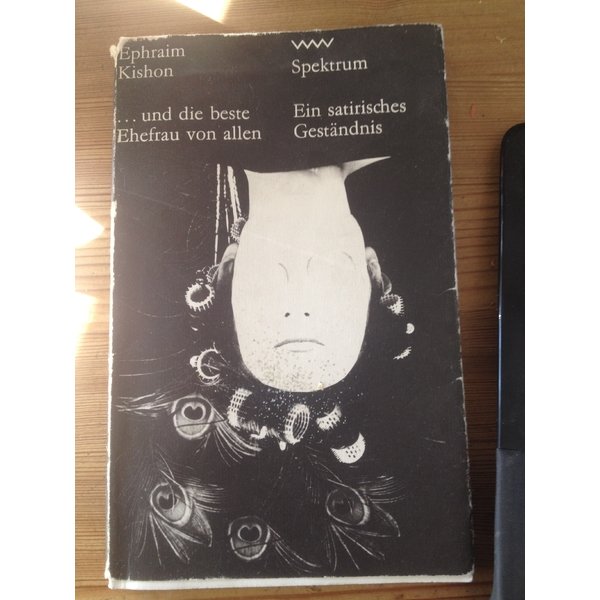 Ephraim
Kishon
Spektrum
...und die beste
Ehefrau von allen
Ein satirisches
Geständnis